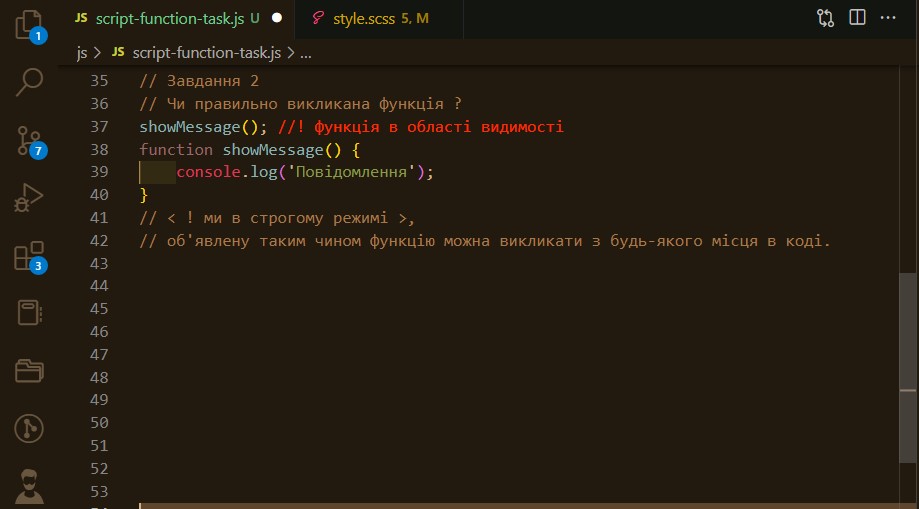 JS script-function-task.js U
style.scss 5, M
js > JS script-function-task.js > ...
1
7
3
35 // Завдання 2
36 // Чи правильно викликана функція ?
37 showMessage(); //! функція в області видимості
38 function showMessage() {
39 console.log('Повідомлення');
40 }
41 // < ! ми в строгому режимі >,
42 // об'явлену таким чином функцію можна викликати з будь-якого місця в коді.
43
44
45
46
47
48
49
50
51
52
53